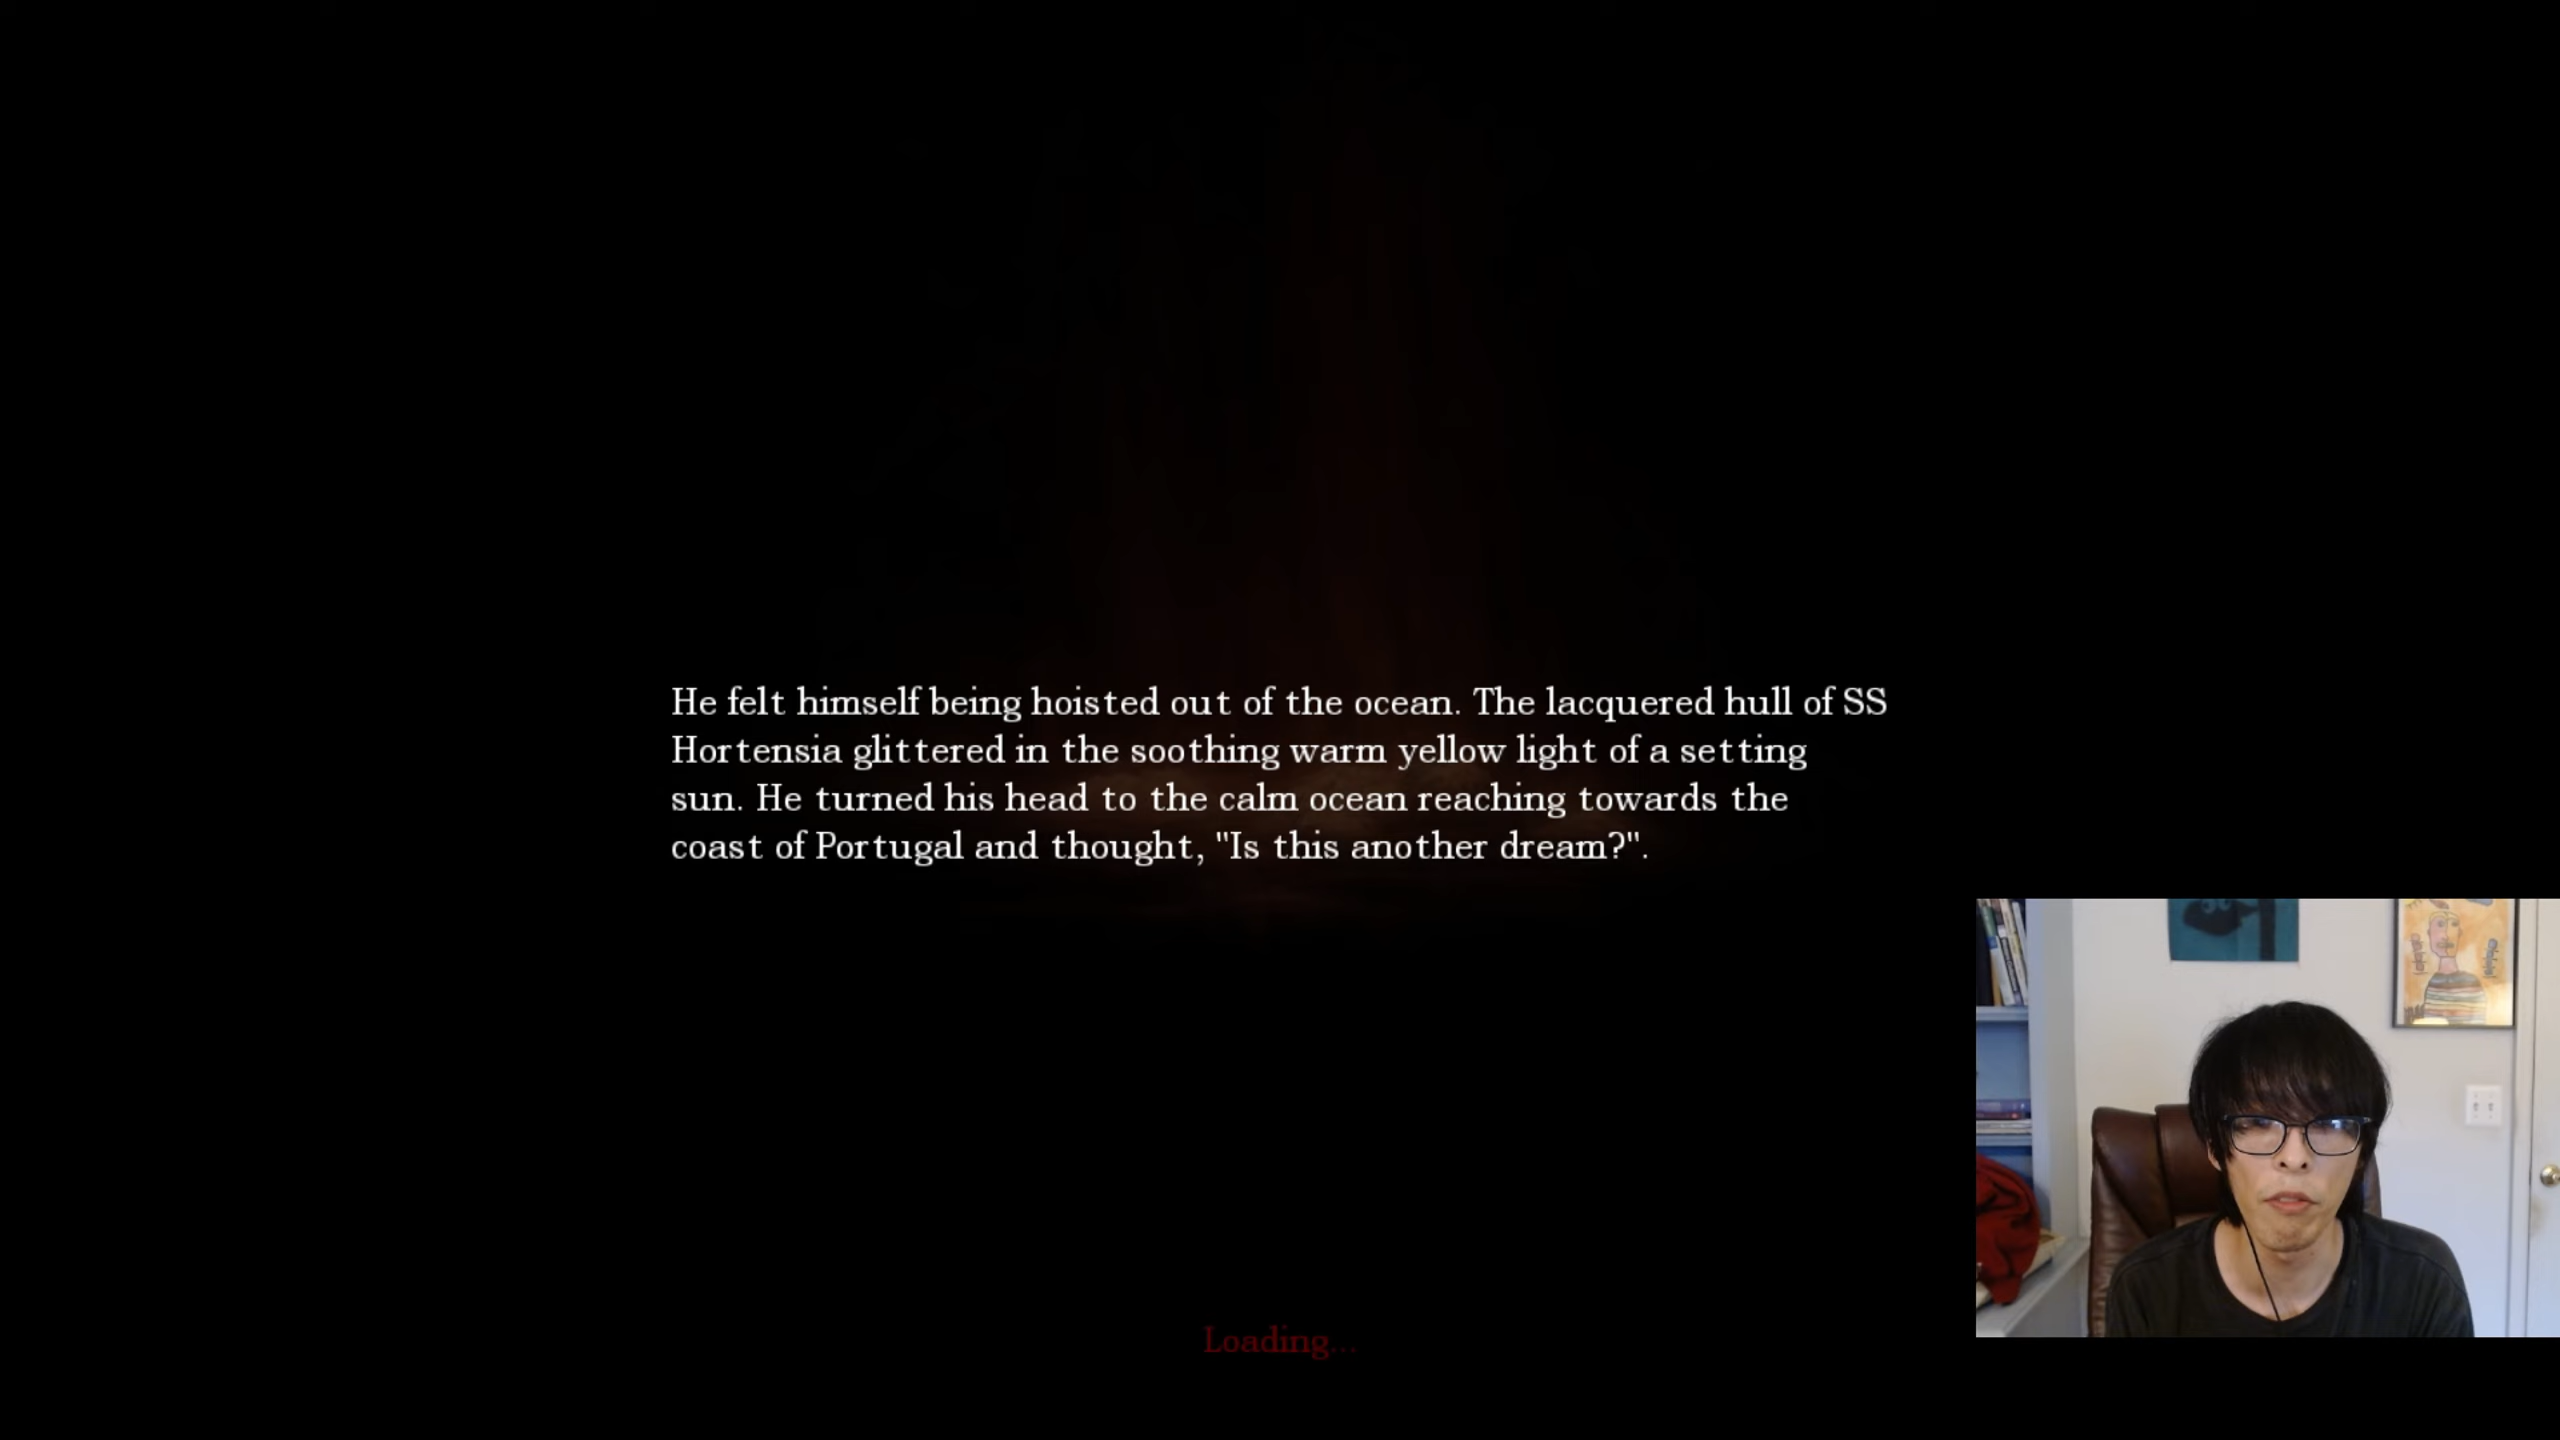 He felt himself being hoisted out of the ocean. The lacquered hull of SS
Hortensia glittered in the soothing warm yellow light of a setting
sun. He turned his head to the calm ocean reaching towards the
coast of Portugal and thought, "Is this another dream?".
Loading...